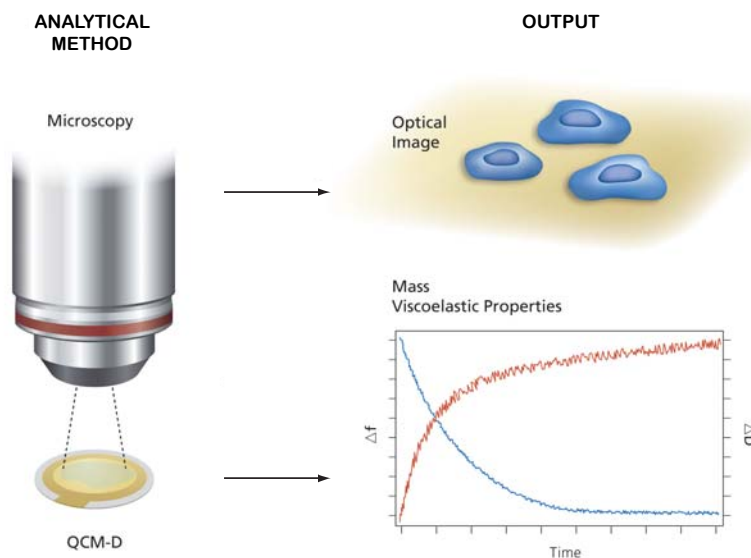 ANALYTICAL
METHOD
OUTPUT
Microscopy
Optical
Image
Mass
Viscoelastic Properties
Δf
ΔD
Time
QCM-D